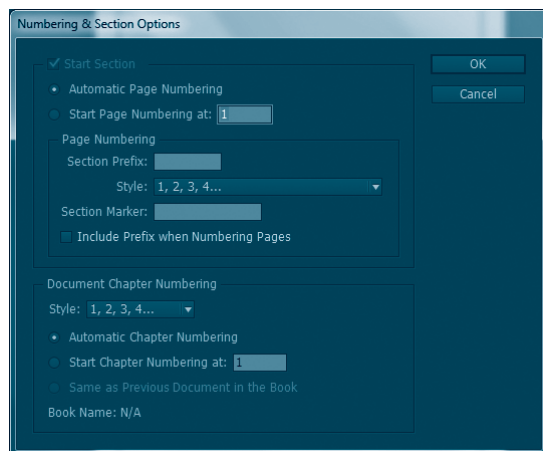 Numbering & Section Options
Start Section
OK
Automatic Page Numbering
Cancel
Start Page Numbering at: 1
Page Numbering
Section Prefix:
Style: 1, 2, 3, 4...
Section Marker:
Include Prefix when Numbering Pages
Document Chapter Numbering
Style: 1, 2, 3, 4...
Automatic Chapter Numbering
Start Chapter Numbering at: 1
Same as Previous Document in the Book
Book Name: N/A